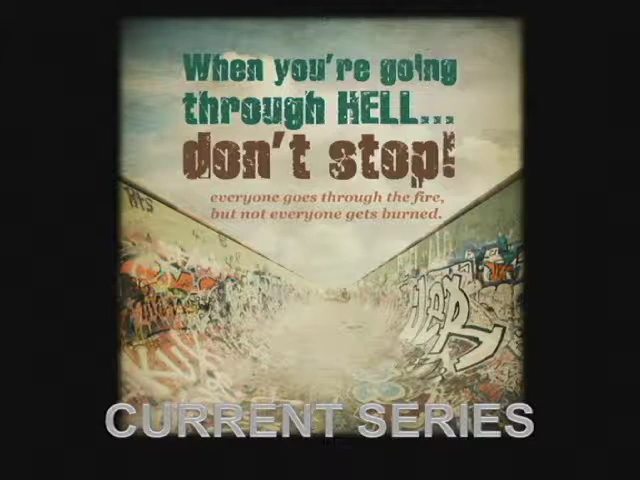 When you're going
through HELL...
don't stop!
everyone goes through the fire,
but not everyone gets burned.
CURRENT SERIES